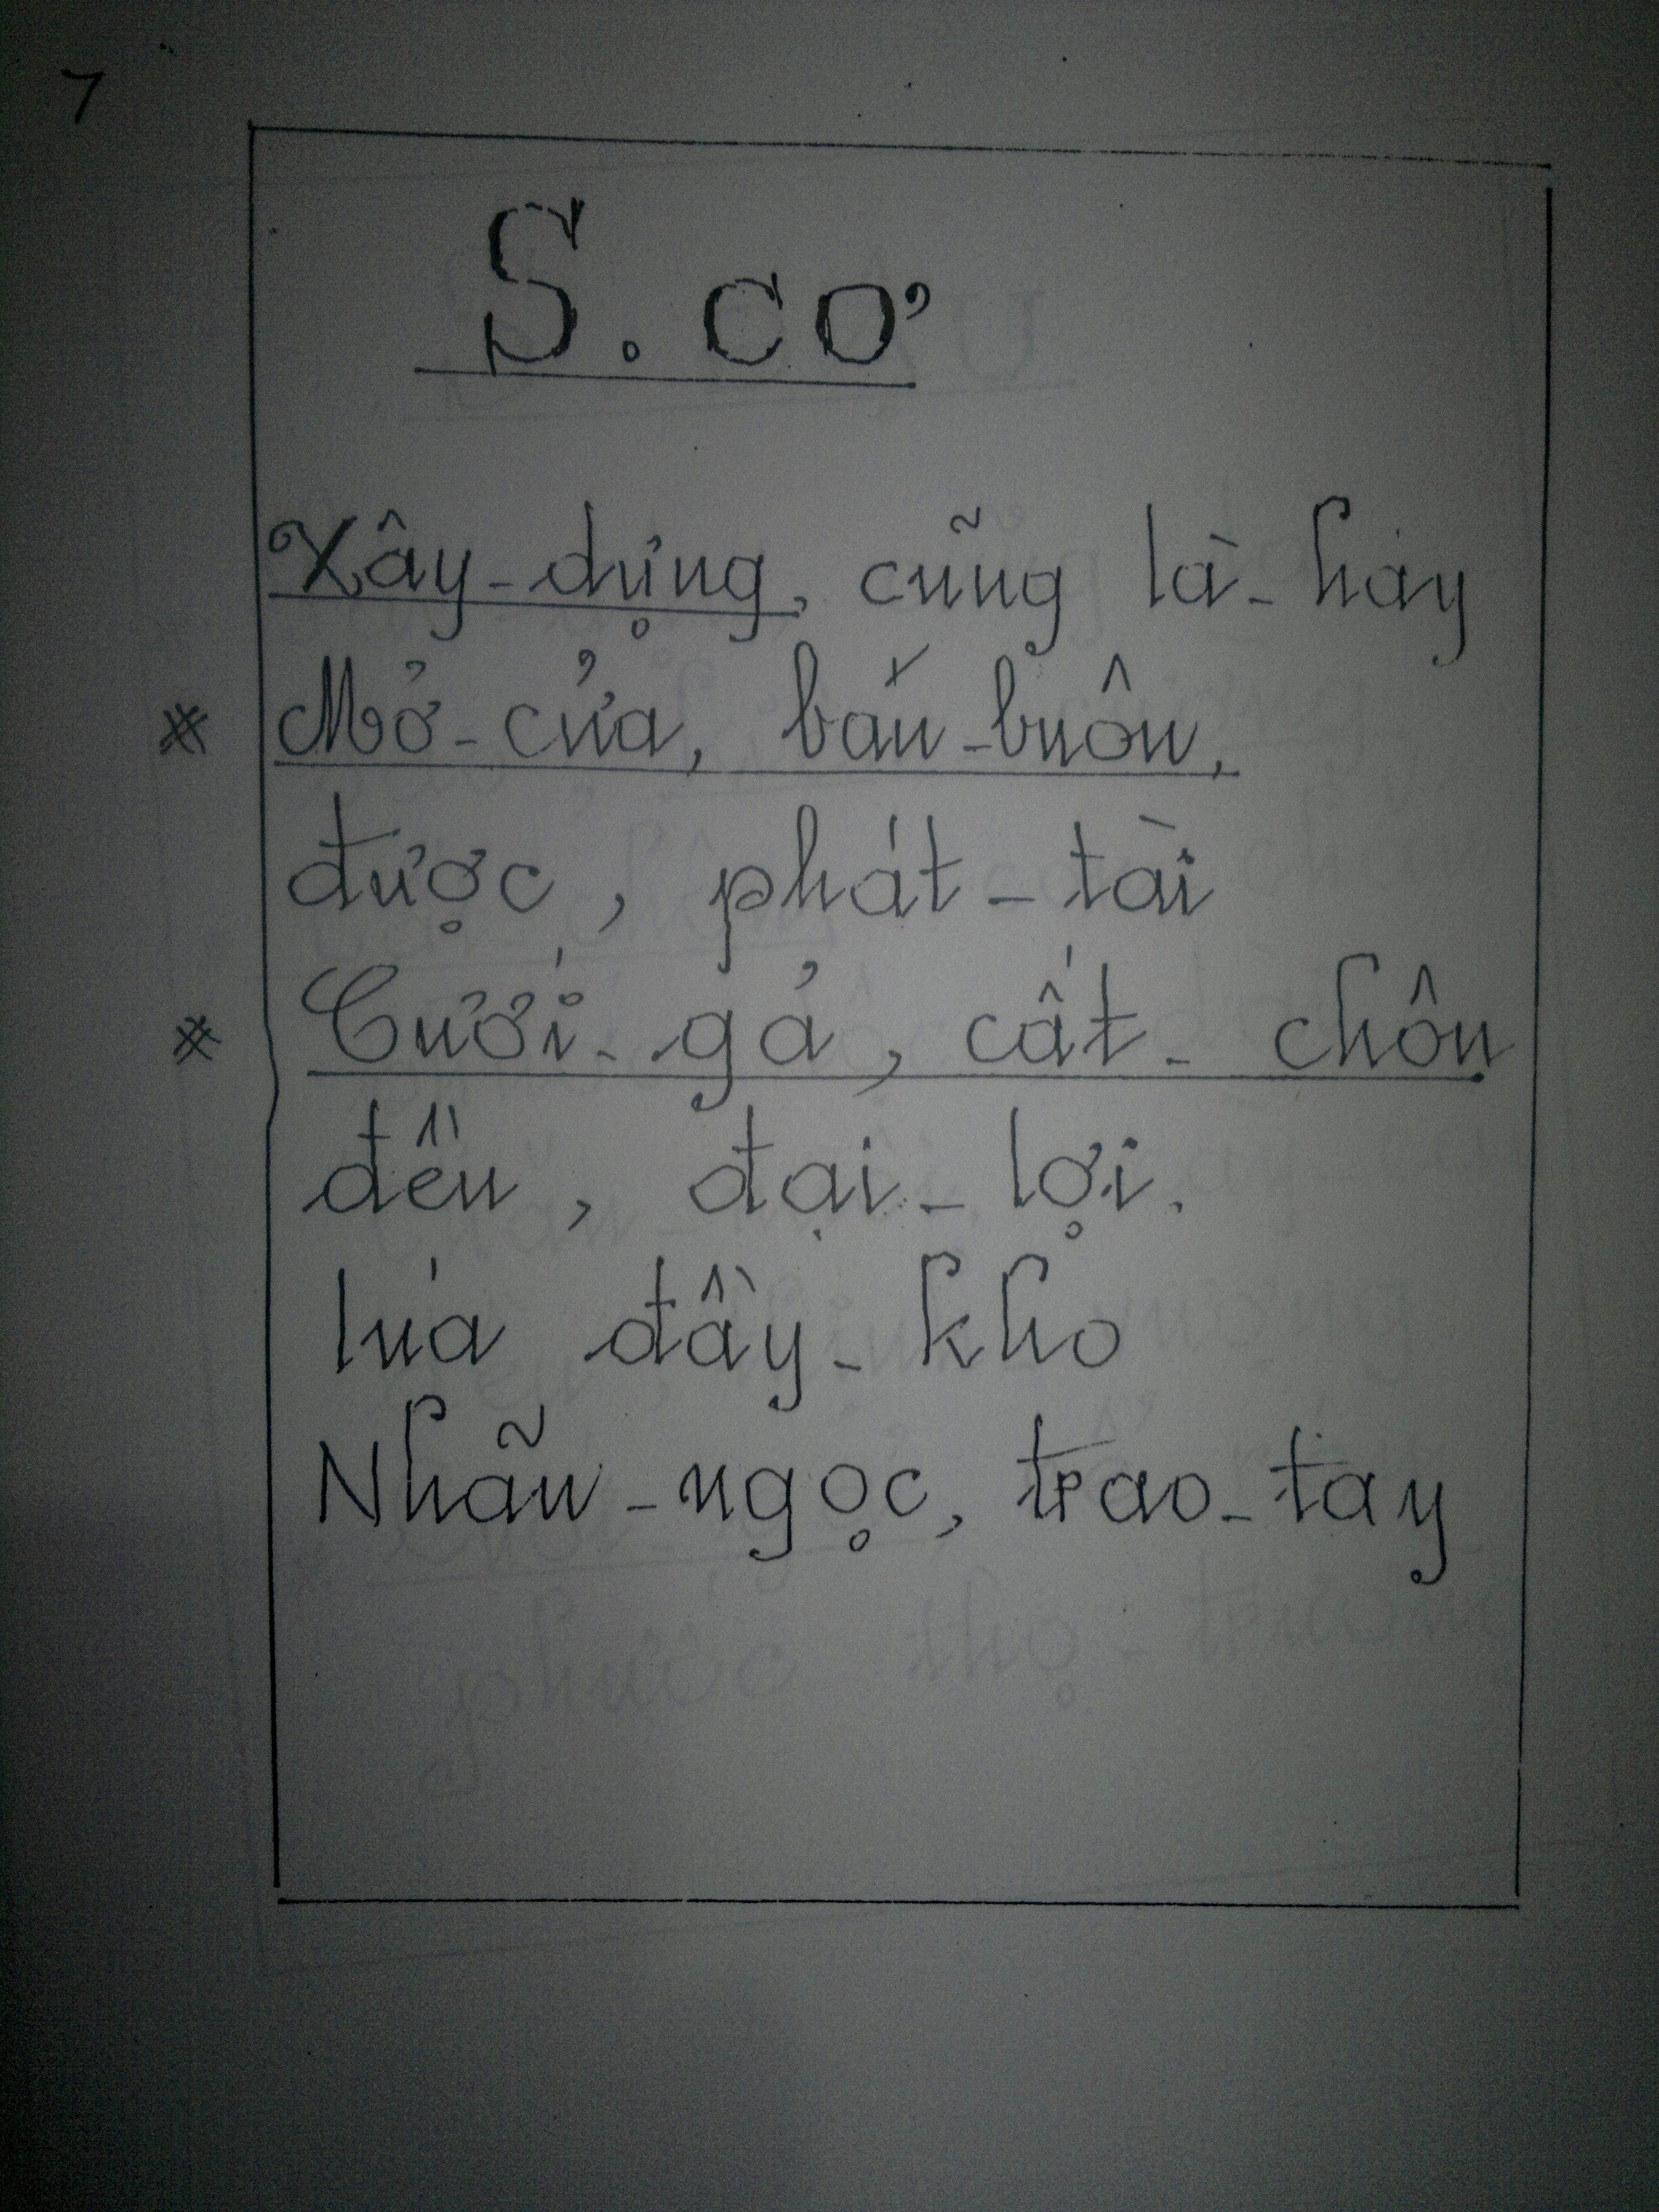 7
S. cơ
Xây-dựng, cũng là-hay
* Mở-cửa, bán-buôn,
được, phát-tài
* Cưới-gả, cất-chôn
đều, đại-lợi.
lúa đầy-kho
Nhẫn-ngọc, trao-tay